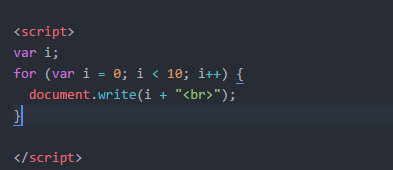 <script>
var i;
for (var i = 0; i < 10; i++) {
  document.write(i + "<br>");
}
</script>